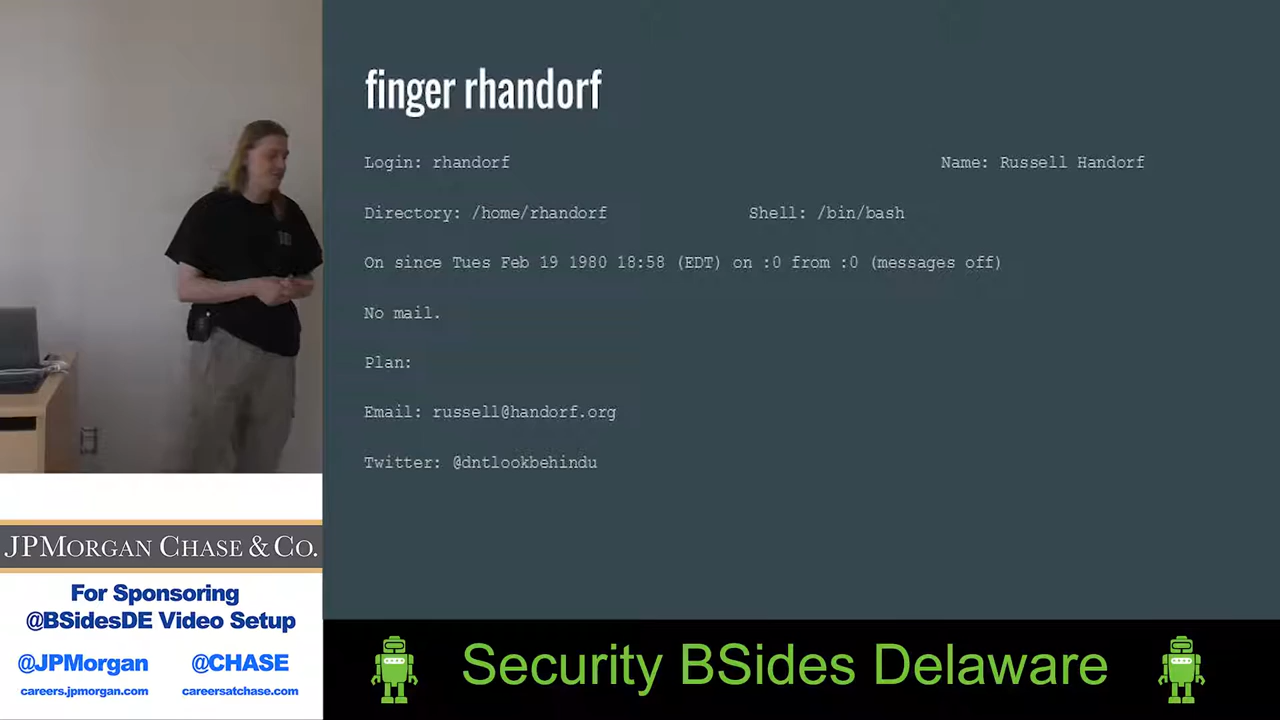 finger rhandorf
Login: rhandorf Name: Russell Handorf
Directory: /home/rhandorf Shell: /bin/bash
On since Tues Feb 19 1980 18:58 (EDT) on :0 from :0 (messages off)
No mail.
Plan:
Email: russell@handorf.org
Twitter: @dntlookbehindu
JPMORGAN CHASE & CO.
For Sponsoring
@BSidesDE Video Setup
@JPMorgan @CHASE
careers.jpmorgan.com careersatchase.com
Security BSides Delaware